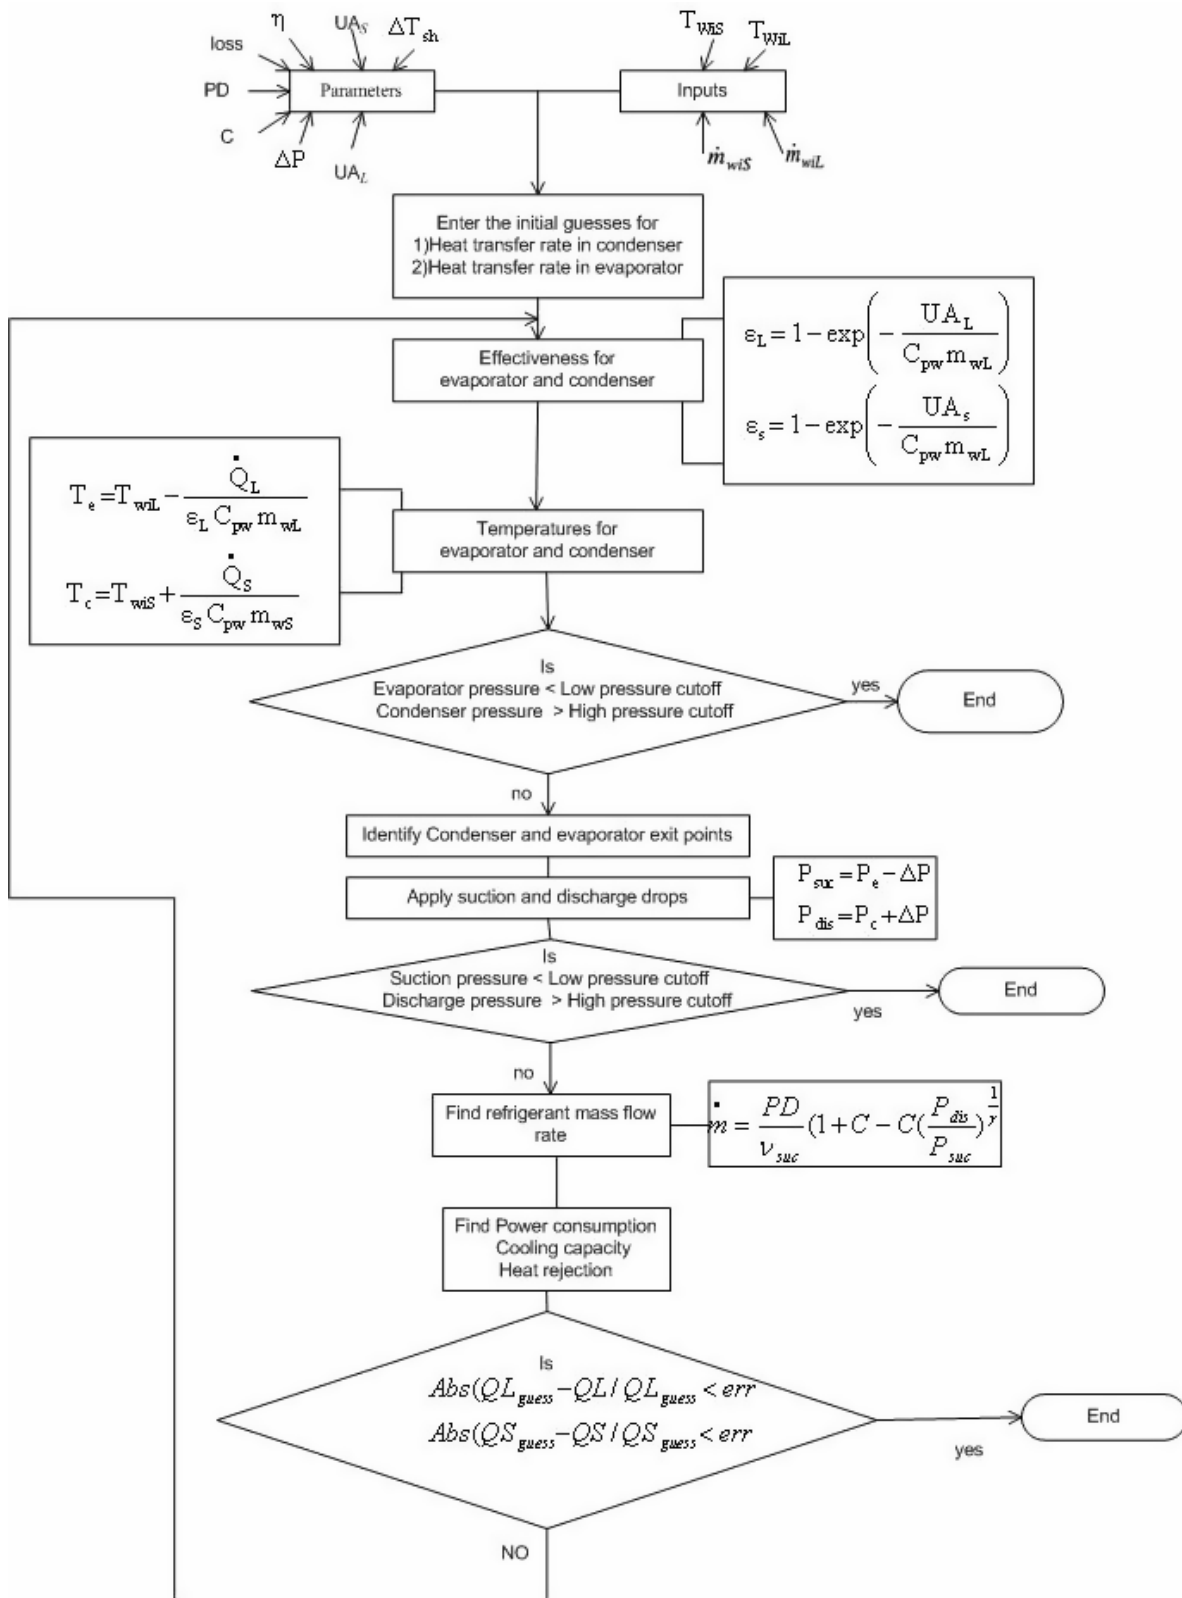 η
UA_S
ΔT_sh
loss
PD
C
ΔP
UA_L
Parameters
T_WiS
T_WiL
Inputs
ṁ_wiS
ṁ_wiL
Enter the initial guesses for
1)Heat transfer rate in condenser
2)Heat transfer rate in evaporator
Effectiveness for
evaporator and condenser
ε_L = 1 − exp(− UA_L / C_pw m_wL)
ε_s = 1 − exp(− UA_s / C_pw m_wL)
T_e = T_wiL − Q̇_L / ε_L C_pw m_wL
T_c = T_wiS + Q̇_S / ε_S C_pw m_wS
Temperatures for
evaporator and condenser
Is
Evaporator pressure < Low pressure cutoff
Condenser pressure > High pressure cutoff
yes
End
no
Identify Condenser and evaporator exit points
Apply suction and discharge drops
P_suc = P_e − ΔP
P_dis = P_c + ΔP
Is
Suction pressure < Low pressure cutoff
Discharge pressure > High pressure cutoff
yes
End
no
Find refrigerant mass flow
rate
ṁ = PD / v_suc (1 + C − C(P_dis / P_suc)^(1/γ)
Find Power consumption
Cooling capacity
Heat rejection
Is
Abs(QL_guess − QL / QL_guess < err
Abs(QS_guess − QS / QS_guess < err
yes
End
NO